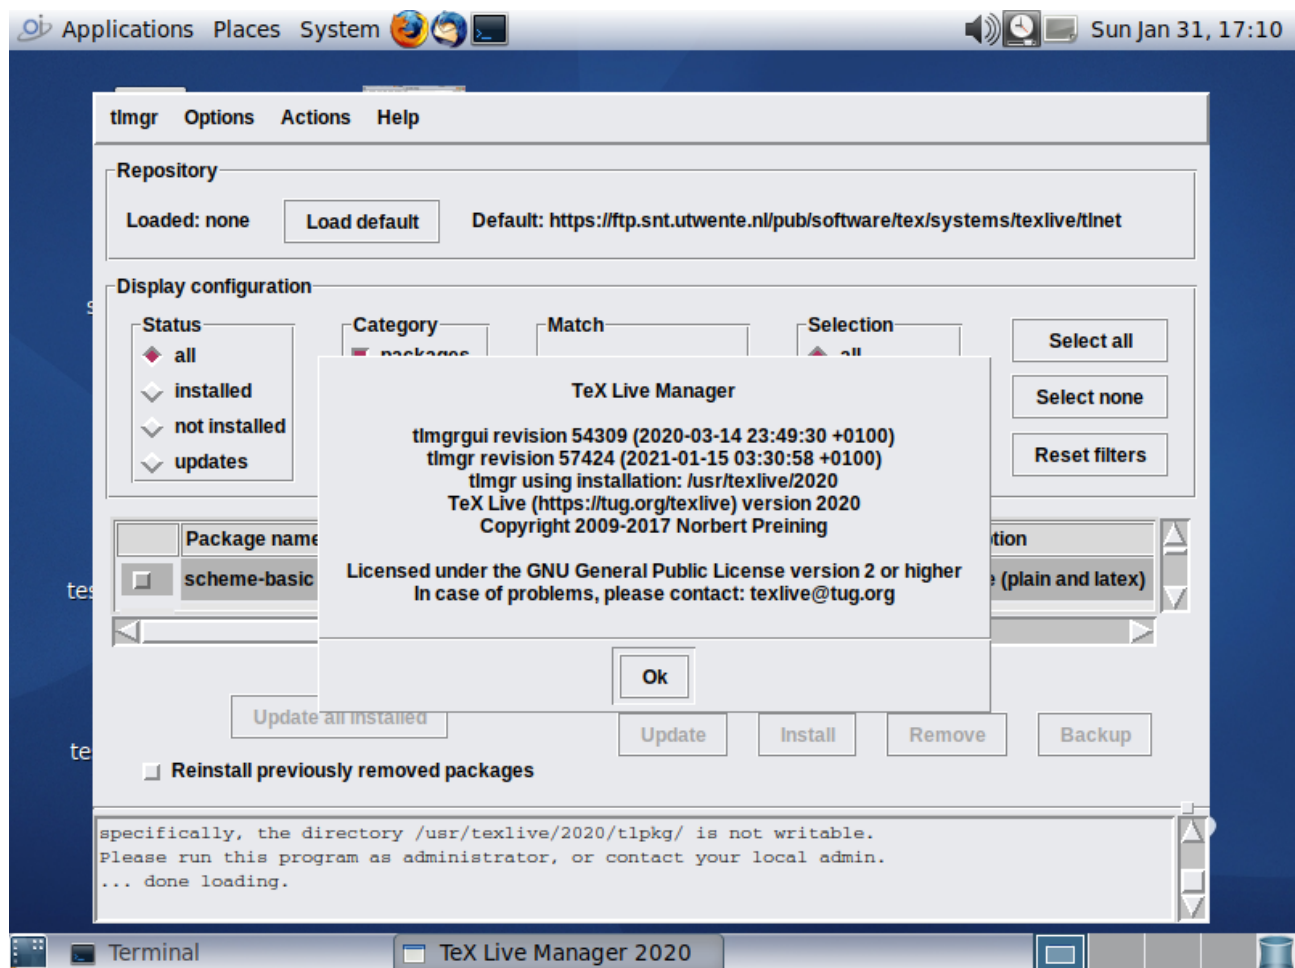 Applications Places System
Sun Jan 31, 17:10
tlmgr Options Actions Help
Repository
Loaded: none
Load default
Default: https://ftp.snt.utwente.nl/pub/software/tex/systems/texlive/tlnet
Display configuration
Status
all
installed
not installed
updates
Category
packages
Match
Selection
all
Select all
Select none
Reset filters
TeX Live Manager
tlmgrgui revision 54309 (2020-03-14 23:49:30 +0100)
tlmgr revision 57424 (2021-01-15 03:30:58 +0100)
tlmgr using installation: /usr/texlive/2020
TeX Live (https://tug.org/texlive) version 2020
Copyright 2009-2017 Norbert Preining
Licensed under the GNU General Public License version 2 or higher
In case of problems, please contact: texlive@tug.org
Ok
Package name
scheme-basic
(plain and latex)
Update all installed
Update
Install
Remove
Backup
Reinstall previously removed packages
specifically, the directory /usr/texlive/2020/tlpkg/ is not writable.
Please run this program as administrator, or contact your local admin.
... done loading.
Terminal
TeX Live Manager 2020